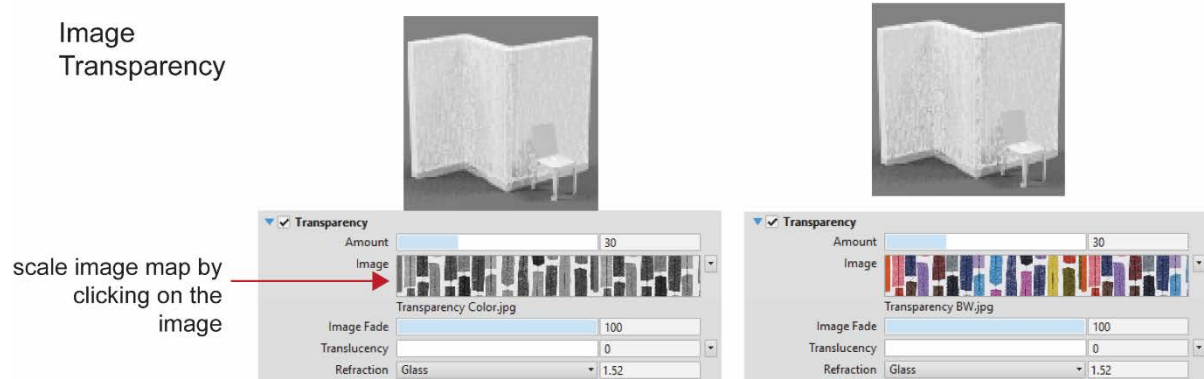 Image
Transparency
scale image map by
clicking on the
image
Transparency
Amount 30
Image
Transparency Color.jpg
Image Fade 100
Translucency 0
Refraction Glass 1.52
Transparency
Amount 30
Image
Transparency BW.jpg
Image Fade 100
Translucency 0
Refraction Glass 1.52